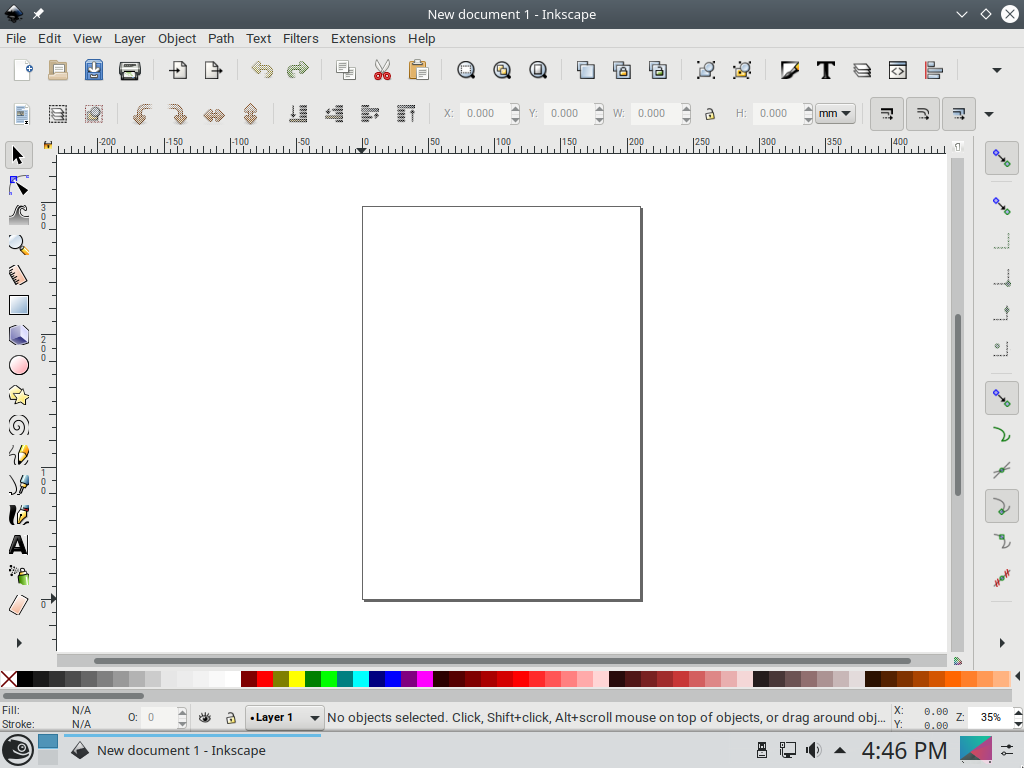 New document 1 - Inkscape
File Edit View Layer Object Path Text Filters Extensions Help
X: 0.000 Y: 0.000 W: 0.000 H: 0.000 mm
-200 -150 -100 -50 0 50 100 150 200 250 300 350 400
300
200
100
0
Fill: N/A
Stroke: N/A
O: 0
•Layer 1
No objects selected. Click, Shift+click, Alt+scroll mouse on top of objects, or drag around obj...
X: 0.00
Y: 0.00
Z: 35%
New document 1 - Inkscape
4:46 PM